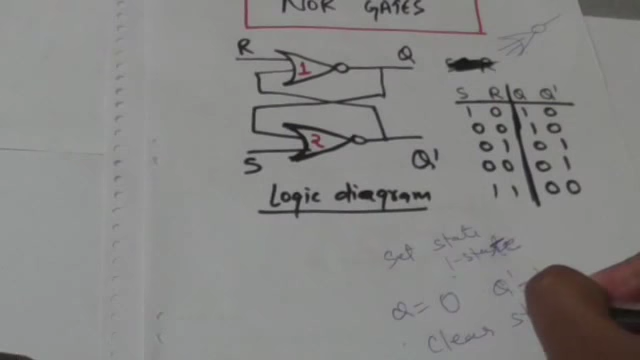 NOR GATES
R
Q
1
2
S
Q'
Logic diagram
S R Q Q'
1 0 1 0
0 0 1 0
0 1 0 1
0 0 0 1
1 1 0 0
set state
1-state
Q = 0 Q' =
clear